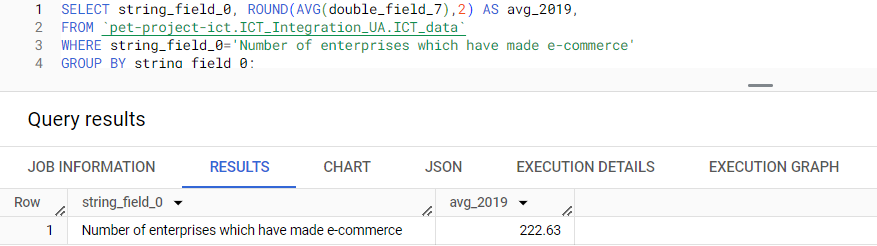 1 SELECT string_field_0, ROUND(AVG(double_field_7),2) AS avg_2019,
2 FROM `pet-project-ict.ICT_Integration_UA.ICT_data`
3 WHERE string_field_0='Number of enterprises which have made e-commerce'
4 GROUP BY string_field_0;
Query results
JOB INFORMATION RESULTS CHART JSON EXECUTION DETAILS EXECUTION GRAPH
Row string_field_0 avg_2019
1 Number of enterprises which have made e-commerce 222.63